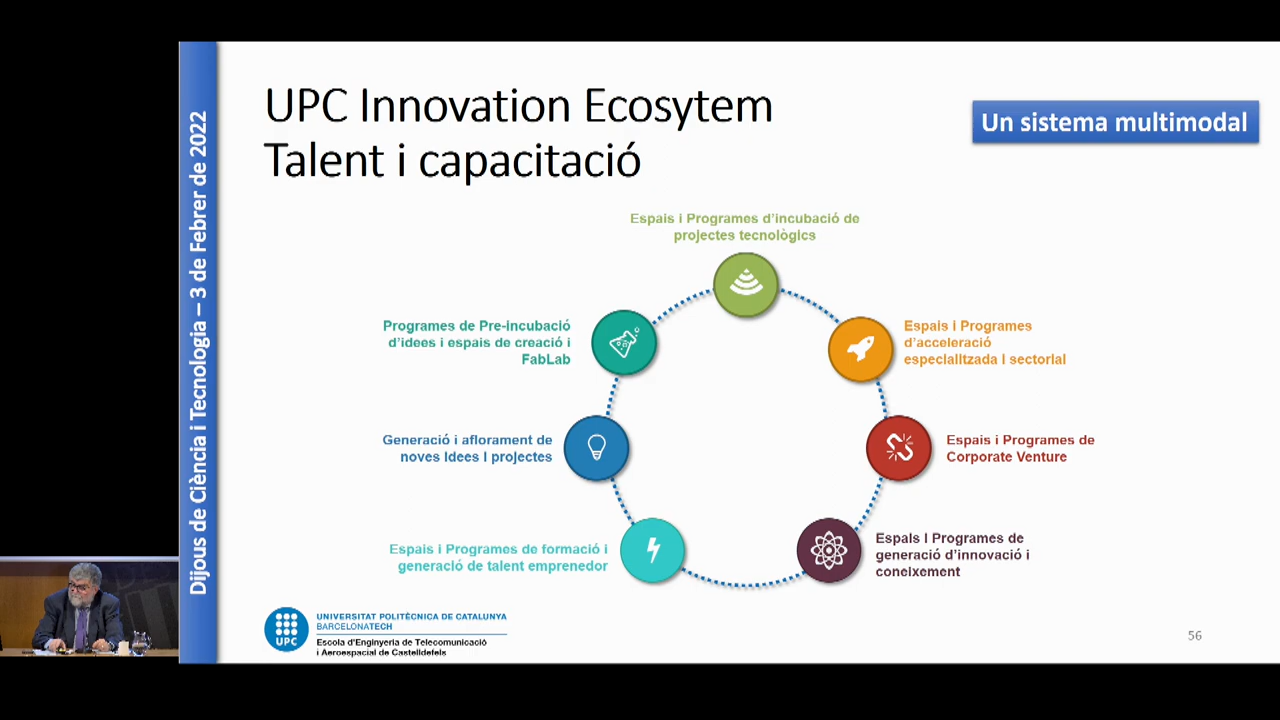 Dijous de Ciència i Tecnologia – 3 de Febrer de 2022
UPC Innovation Ecosytem
Talent i capacitació
Un sistema multimodal
Espais i Programes d'incubació de
projectes tecnològics
Programes de Pre-incubació
d'idees i espais de creació i
FabLab
Espais i Programes
d'acceleració
especialitzada i sectorial
Generació i aflorament de
noves Idees I projectes
Espais i Programes de
Corporate Venture
Espais i Programes de formació i
generació de talent emprenedor
Espais I Programes de
generació d'innovació i
coneixement
UPC
UNIVERSITAT POLITÈCNICA DE CATALUNYA
BARCELONATECH
Escola d'Enginyeria de Telecomunicació
i Aeroespacial de Castelldefels
56